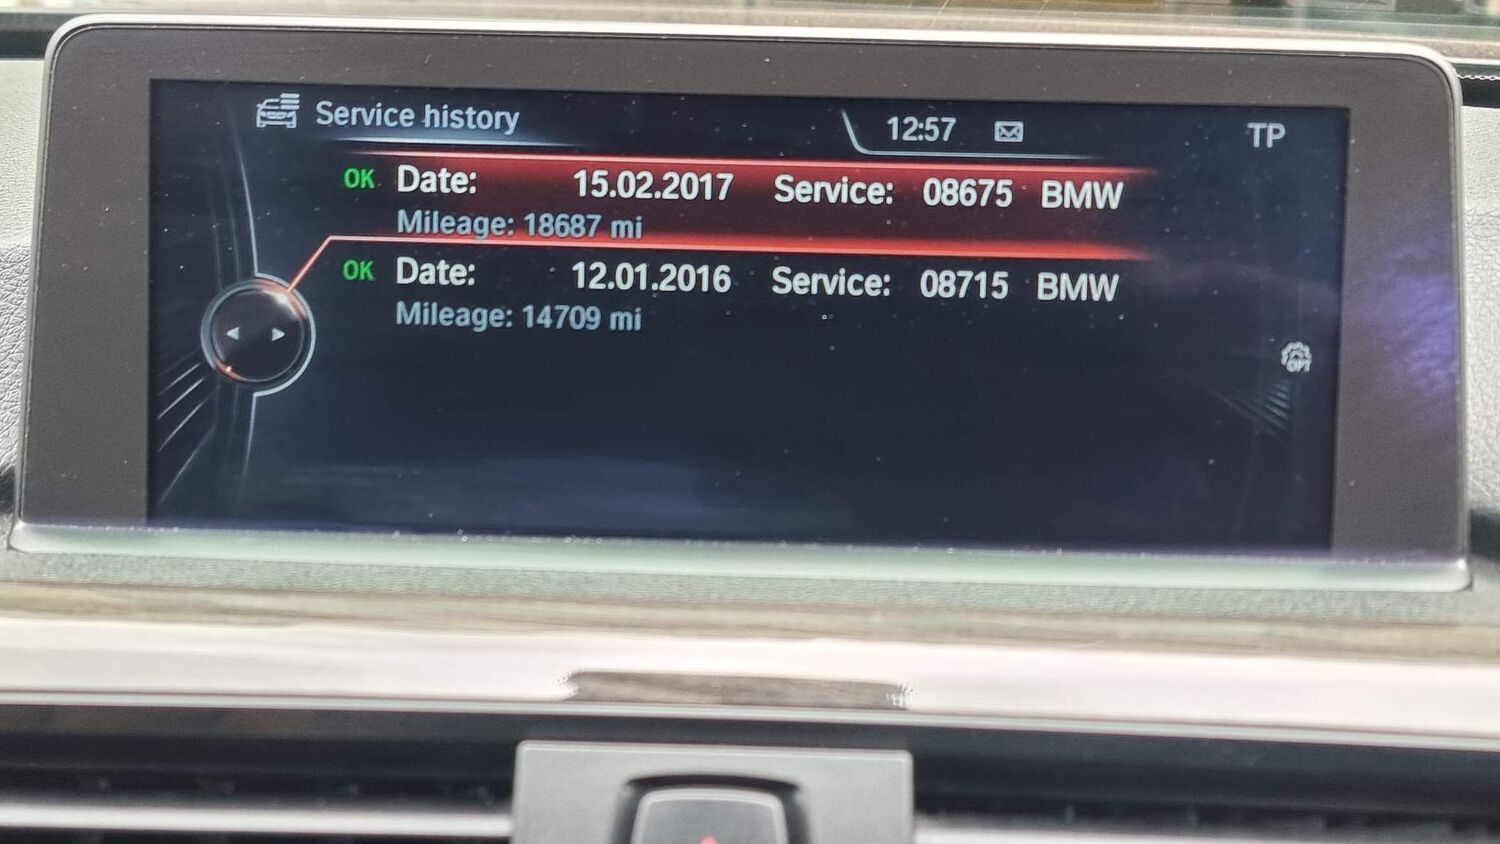 Service history
12:57
TP
OK Date: 15.02.2017 Service: 08675 BMW
Mileage: 18687 mi
OK Date: 12.01.2016 Service: 08715 BMW
Mileage: 14709 mi
OPT